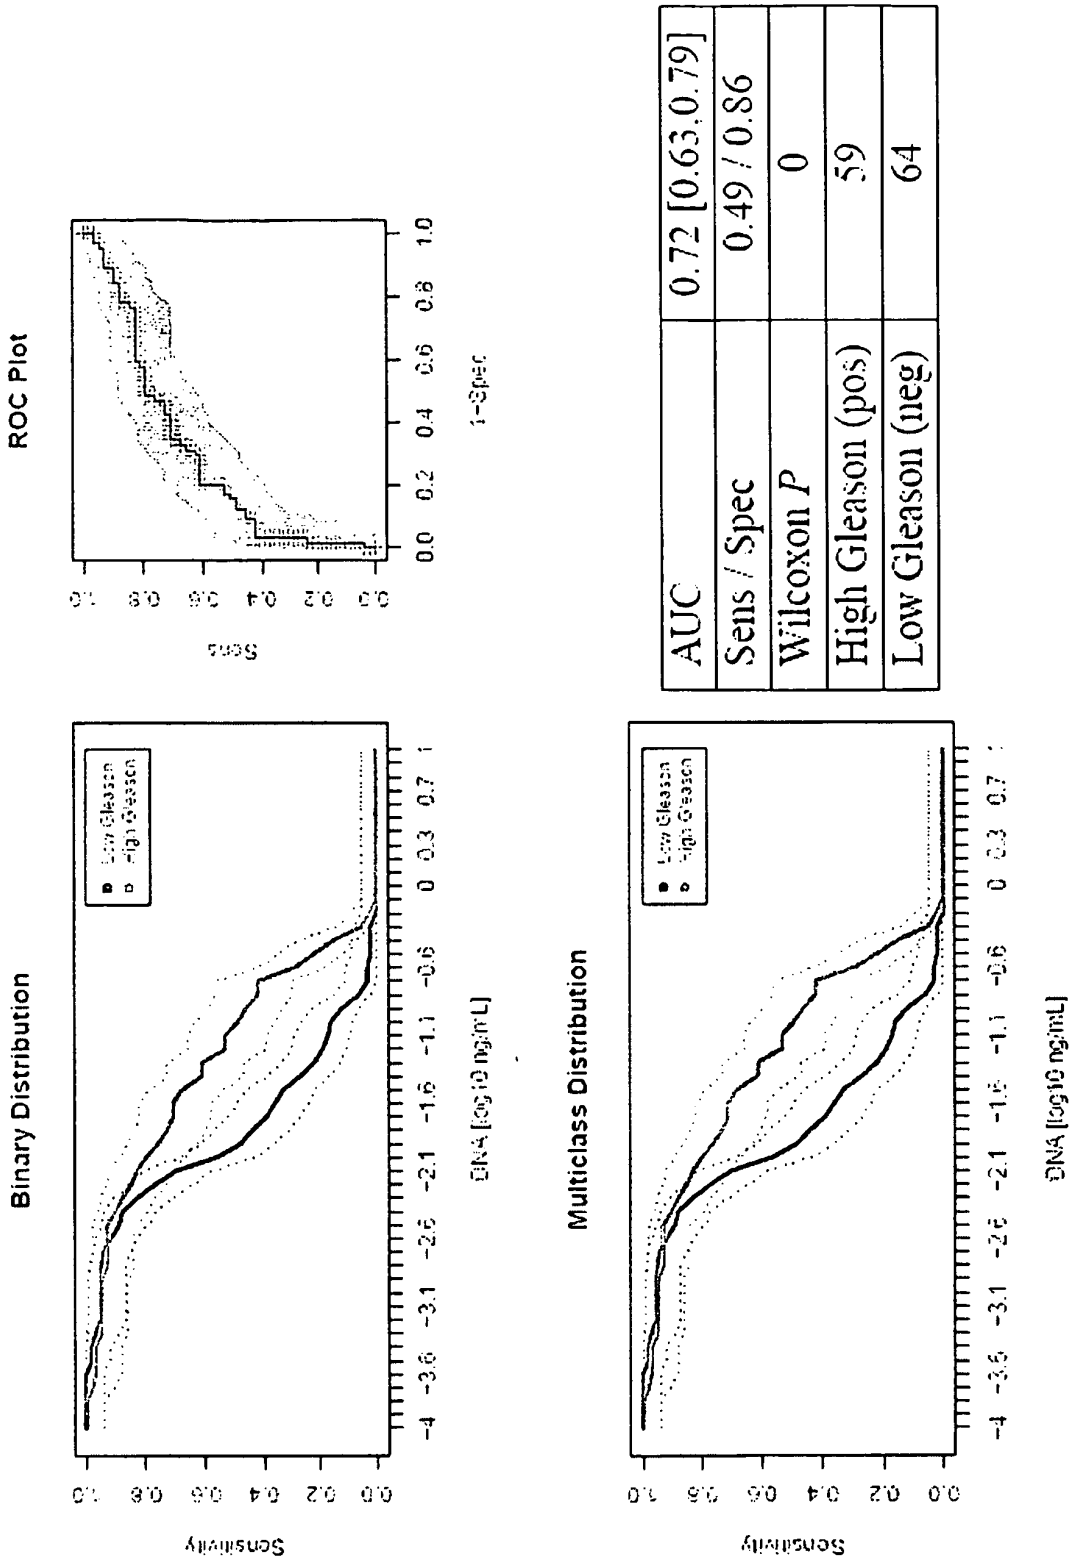 Binary Distribution
Low Gleason
High Gleason
Sensitivity
1.0
0.8
0.6
0.4
0.2
0.0
-4 -3.6 -3.1 -2.6 -2.1 -1.6 -1.1 -0.6 0 0.3 0.7 1
DNA [log10 ng/mL]
ROC Plot
Sens
1.0
0.8
0.6
0.4
0.2
0.0
0.0 0.2 0.4 0.6 0.8 1.0
1-Spec
Multiclass Distribution
Low Gleason
High Gleason
Sensitivity
1.0
0.8
0.6
0.4
0.2
0.0
-4 -3.6 -3.1 -2.6 -2.1 -1.6 -1.1 -0.6 0 0.3 0.7
DNA [log10 ng/mL]
AUC 0.72 [0.63,0.79]
Sens / Spec 0.49 / 0.86
Wilcoxon P 0
High Gleason (pos) 59
Low Gleason (neg) 64